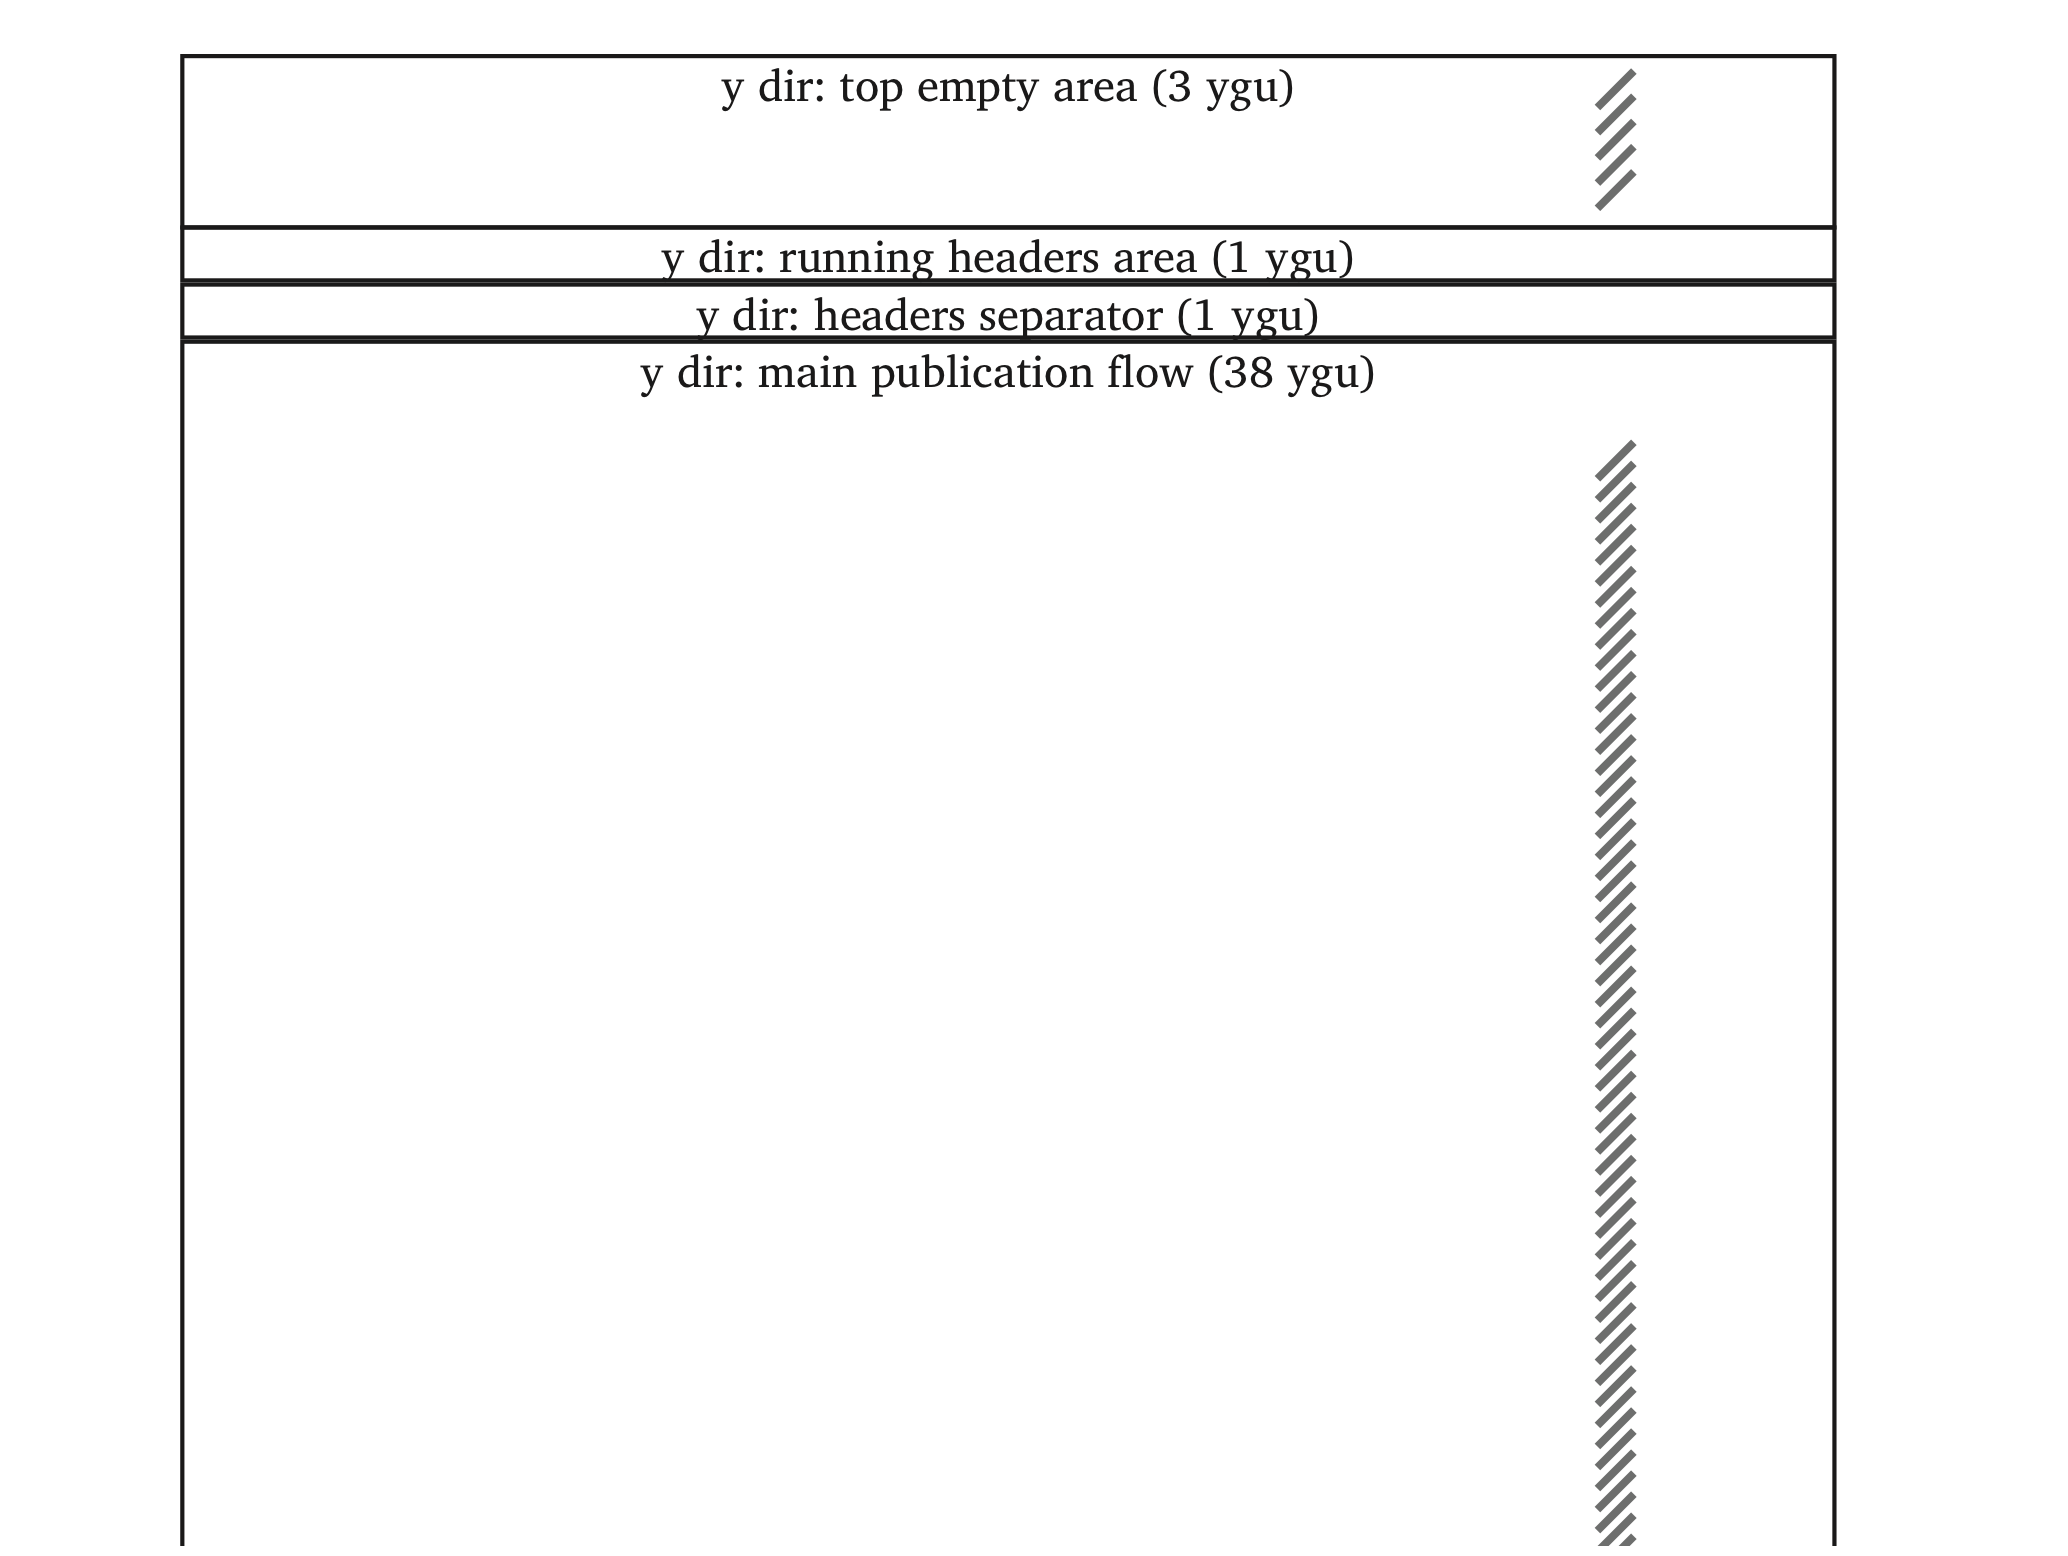 y dir: top empty area (3 ygu)
y dir: running headers area (1 ygu)
y dir: headers separator (1 ygu)
y dir: main publication flow (38 ygu)